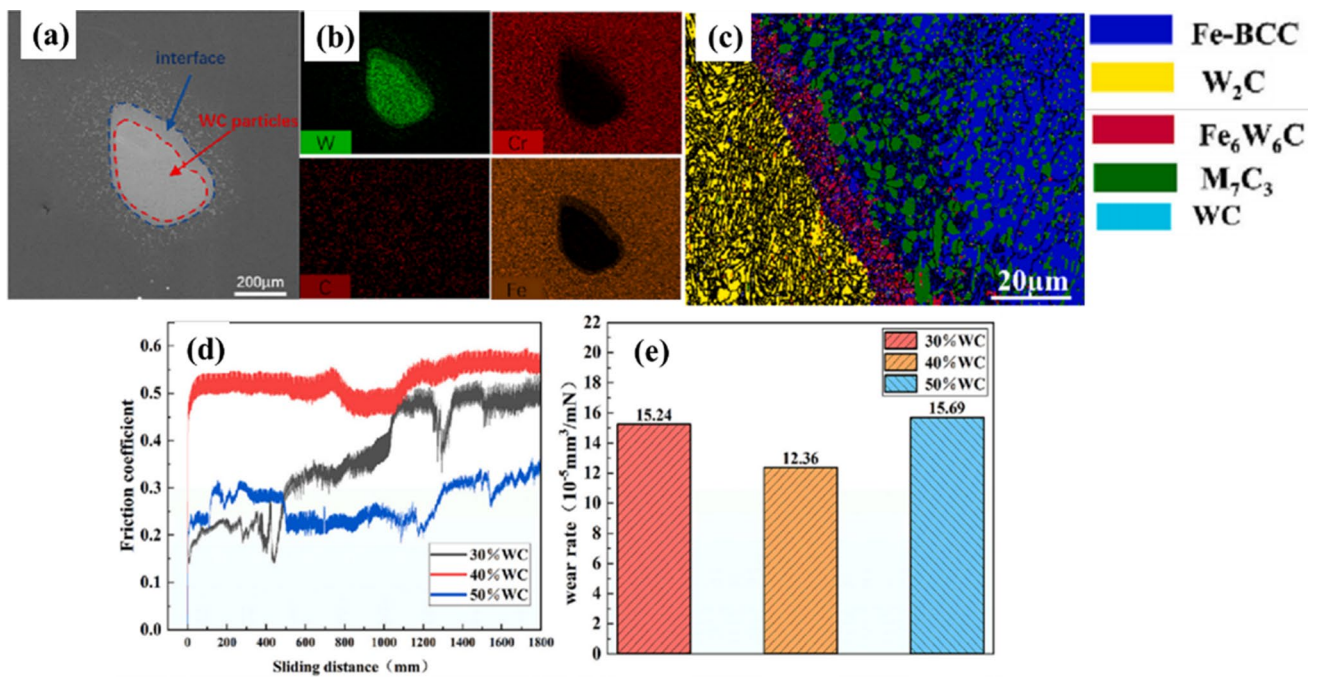 (a)
interface
WC particles
200μm
(b)
W
Cr
C
Fe
(c)
20μm
Fe-BCC
W₂C
Fe₆W₆C
M₇C₃
WC
(d)
Friction coefficient
0.6
0.5
0.4
0.3
0.2
0.1
0.0
0 200 400 600 800 1000 1200 1400 1600 1800
Sliding distance（mm）
30%WC
40%WC
50%WC
(e)
wear rate（10⁻⁵mm³/mN）
22
20
18
16
14
12
10
8
6
4
2
0
30%WC
40%WC
50%WC
15.24
12.36
15.69